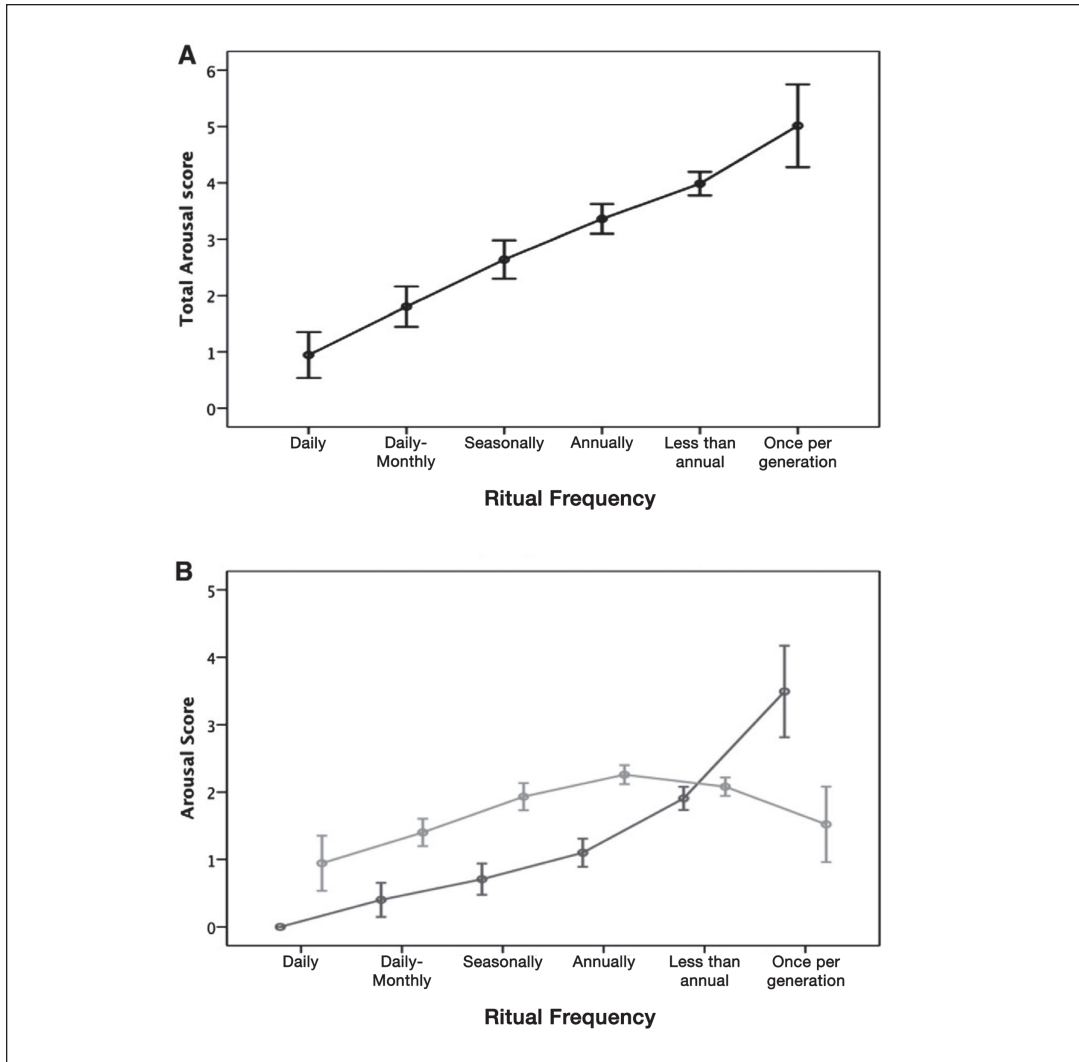 A
6
5
4
3
2
1
0
Total Arousal score
Daily
Daily-
Monthly
Seasonally
Annually
Less than
annual
Once per
generation
Ritual Frequency
B
5
4
3
2
1
0
Arousal Score
Daily
Daily-
Monthly
Seasonally
Annually
Less than
annual
Once per
generation
Ritual Frequency